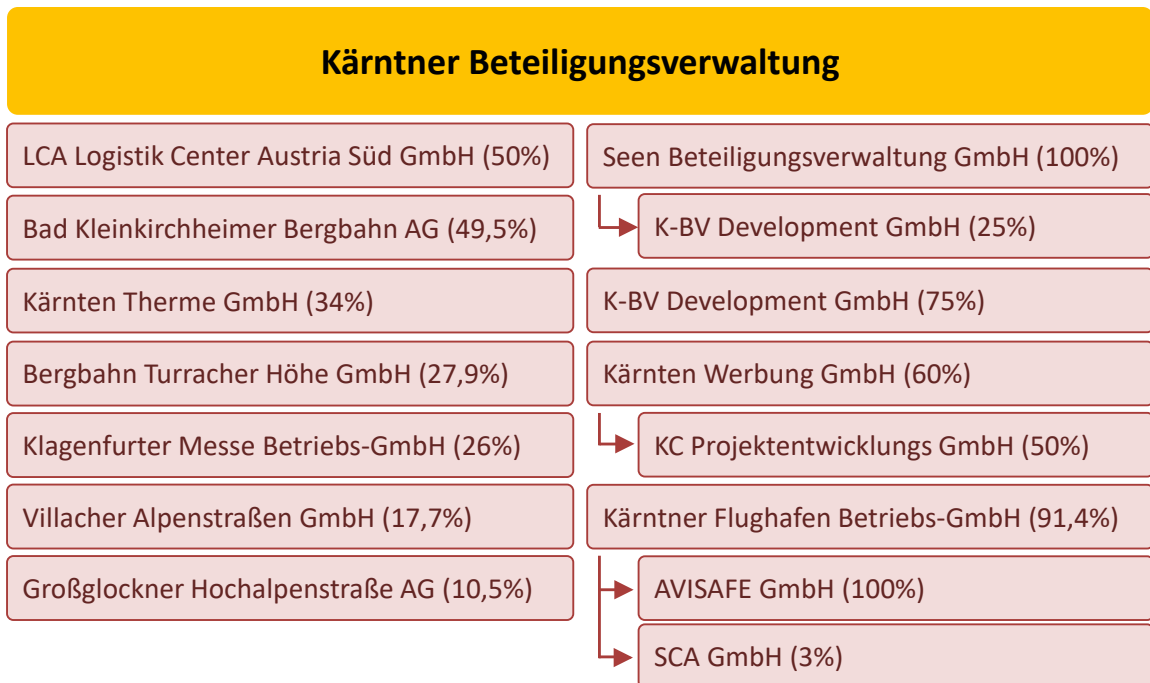 Kärntner Beteiligungsverwaltung
LCA Logistik Center Austria Süd GmbH (50%)
Bad Kleinkirchheimer Bergbahn AG (49,5%)
Kärnten Therme GmbH (34%)
Bergbahn Turracher Höhe GmbH (27,9%)
Klagenfurter Messe Betriebs-GmbH (26%)
Villacher Alpenstraßen GmbH (17,7%)
Großglockner Hochalpenstraße AG (10,5%)
Seen Beteiligungsverwaltung GmbH (100%)
K-BV Development GmbH (25%)
K-BV Development GmbH (75%)
Kärnten Werbung GmbH (60%)
KC Projektentwicklungs GmbH (50%)
Kärntner Flughafen Betriebs-GmbH (91,4%)
AVISAFE GmbH (100%)
SCA GmbH (3%)